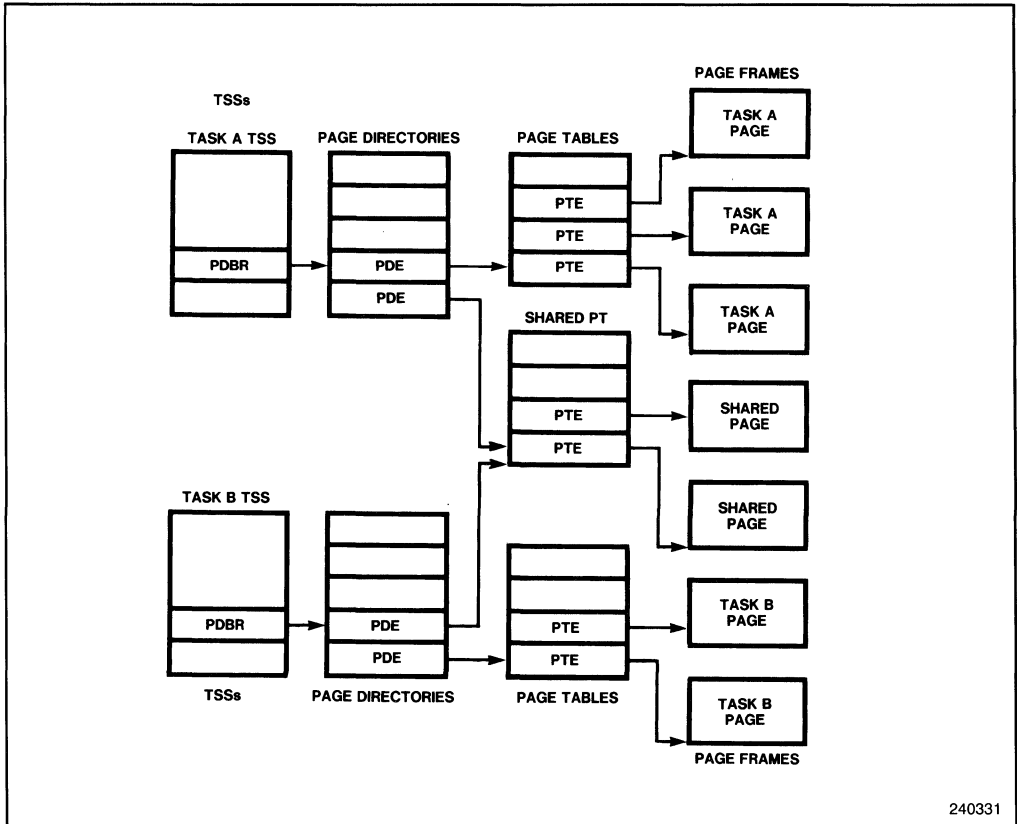 TSSs
TASK A TSS
PDBR
PAGE DIRECTORIES
PDE
PDE
PAGE TABLES
PTE
PTE
PTE
SHARED PT
PTE
PTE
PAGE FRAMES
TASK A
PAGE
TASK A
PAGE
TASK A
PAGE
SHARED
PAGE
SHARED
PAGE
TASK B TSS
PDBR
TSSs
PDE
PDE
PAGE DIRECTORIES
PTE
PTE
PAGE TABLES
TASK B
PAGE
TASK B
PAGE
PAGE FRAMES
240331